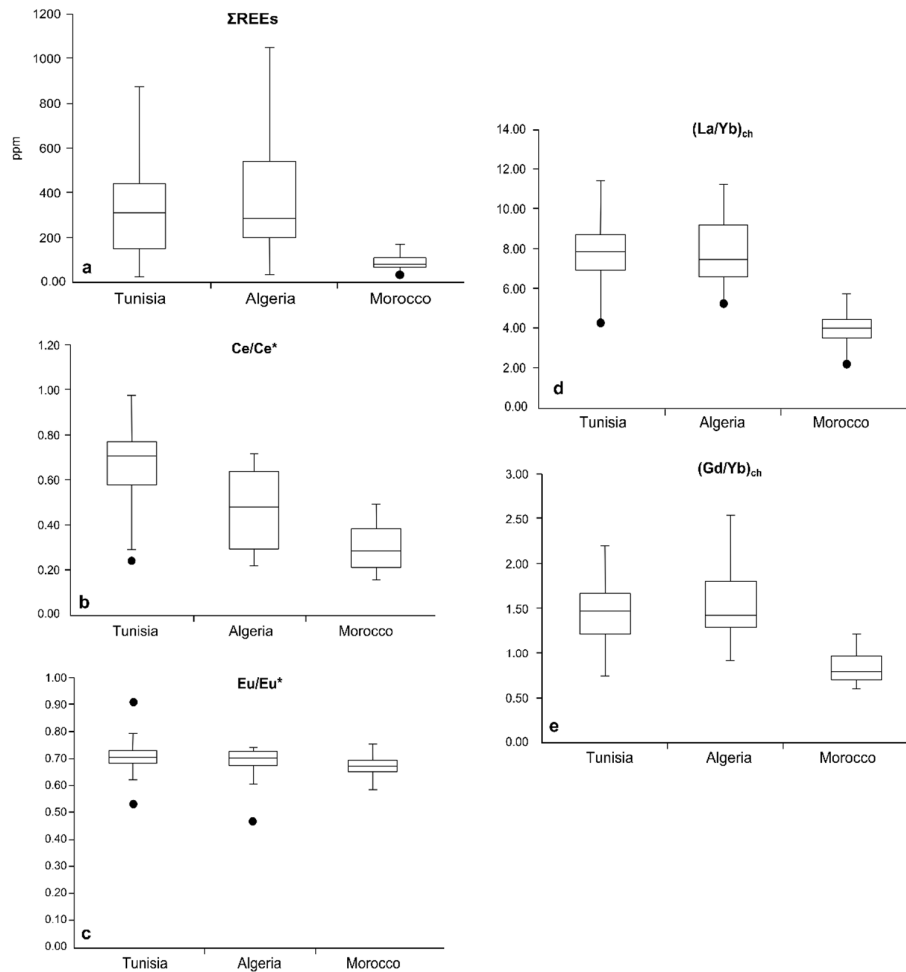 ΣREEs
1200
1000
800
600
400
200
0.00
ppm
a
Tunisia Algeria Morocco
Ce/Ce*
1.20
1.00
0.80
0.60
0.40
0.20
0.00
b
Tunisia Algeria Morocco
Eu/Eu*
1.00
0.90
0.80
0.70
0.60
0.50
0.40
0.30
0.20
0.10
0.00
c
Tunisia Algeria Morocco
(La/Yb)ch
14.00
12.00
10.00
8.00
6.00
4.00
2.00
0.00
d
Tunisia Algeria Morocco
(Gd/Yb)ch
3.00
2.50
2.00
1.50
1.00
0.50
0.00
e
Tunisia Algeria Morocco